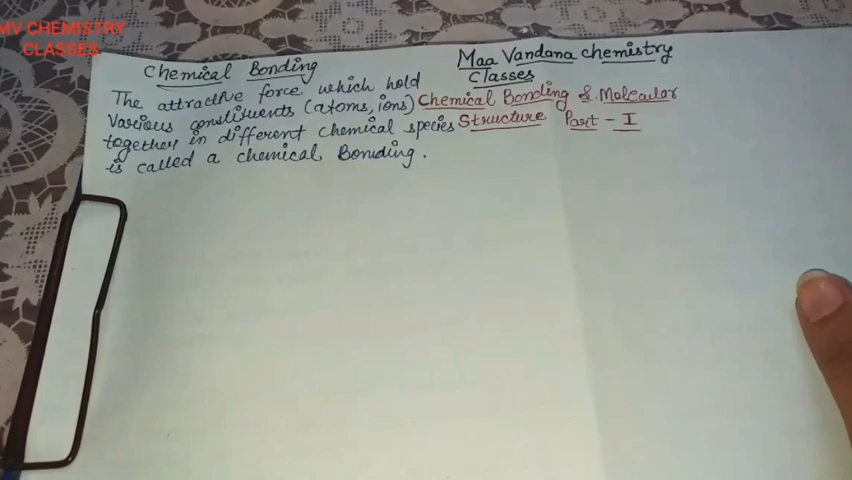 MV CHEMISTRY
CLASSES
Chemical Bonding
The attractive force which hold
Various constituents (atoms, ions)
together in different chemical species
is called a chemical Bonding.
Maa Vandana chemistry
Classes
Chemical Bonding & Molecular
Structure Part - I